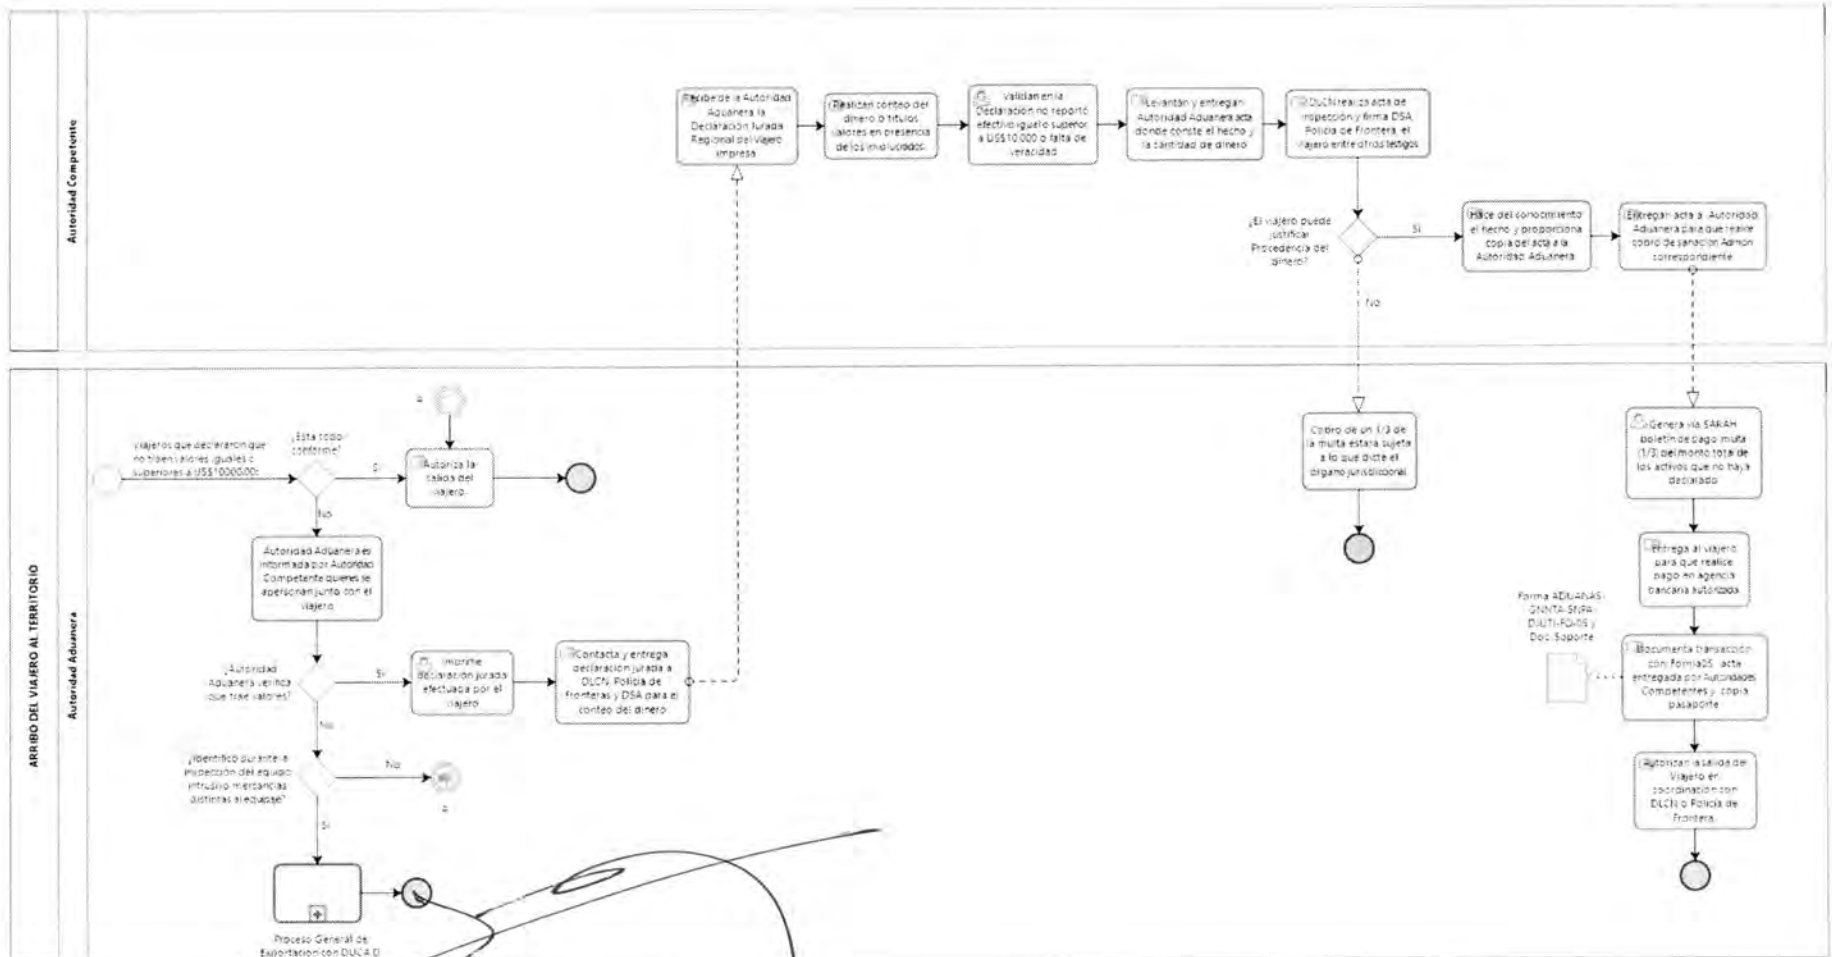 Autoridad Competente
Recibe de la Autoridad
Aduanera la
Declaración Jurada
Regional del viajero
impresa
Realizan conteo del
dinero o títulos
valores en presencia
de los involucrados
Validan en la
Declaración no reportó
efectivo igual o superior
a US$10,000 o falta de
veracidad
Levantan y entregan
Autoridad Aduanera acta
donde conste el hecho y
la cantidad de dinero
DLCN realiza acta de
inspección y firma DSA,
Policía de Frontera, el
viajero entre otros testigos
¿El viajero puede
justificar
Procedencia del
dinero?
Si
Hace del conocimiento
el hecho y proporciona
copia del acta a la
Autoridad Aduanera
Entregan acta a Autoridad
Aduanera para que realice
cobro de sanación Admón
correspondiente
No
ARRIBO DEL VIAJERO AL TERRITORIO
Autoridad Aduanera
Viajeros que declararon que
no traen valores iguales o
superiores a US$10000.00
¿Esta todo
conforme?
Si
a
Autoriza la
salida del
viajero
No
Autoridad Aduanera es
informada por Autoridad
Competente quienes se
apersonan junto con el
viajero
¿Autoridad
Aduanera verifica
que trae valores?
Si
Imprime
declaración jurada
efectuada por el
viajero
Contacta y entrega
declaración jurada a
DLCN, Policía de
Fronteras y DSA para el
conteo del dinero
No
¿Identifico durante la
inspección del equipo
intrusivo mercancías
distintas al equipaje?
No
a
Si
Proceso General de
Exportacion con DUCA D
Cobro de un 1/3 de
la multa estará sujeta
a lo que dicte el
órgano jurisdiccional
Genera vía SARAH
boletín de pago multa
(1/3) del monto total de
los activos que no haya
declarado
Entrega al viajero
para que realice
pago en agencia
bancaria autorizada
Forma ADUANAS-
GNNTA-SNPA-
DJUTI-FO-05 y
Doc. Soporte
Documenta transacción
con Forma05, acta
entregada por Autoridades
Competentes y copia
pasaporte
Autorizan la salida del
Viajero en
coordinación con
DLCN o Policía de
Frontera